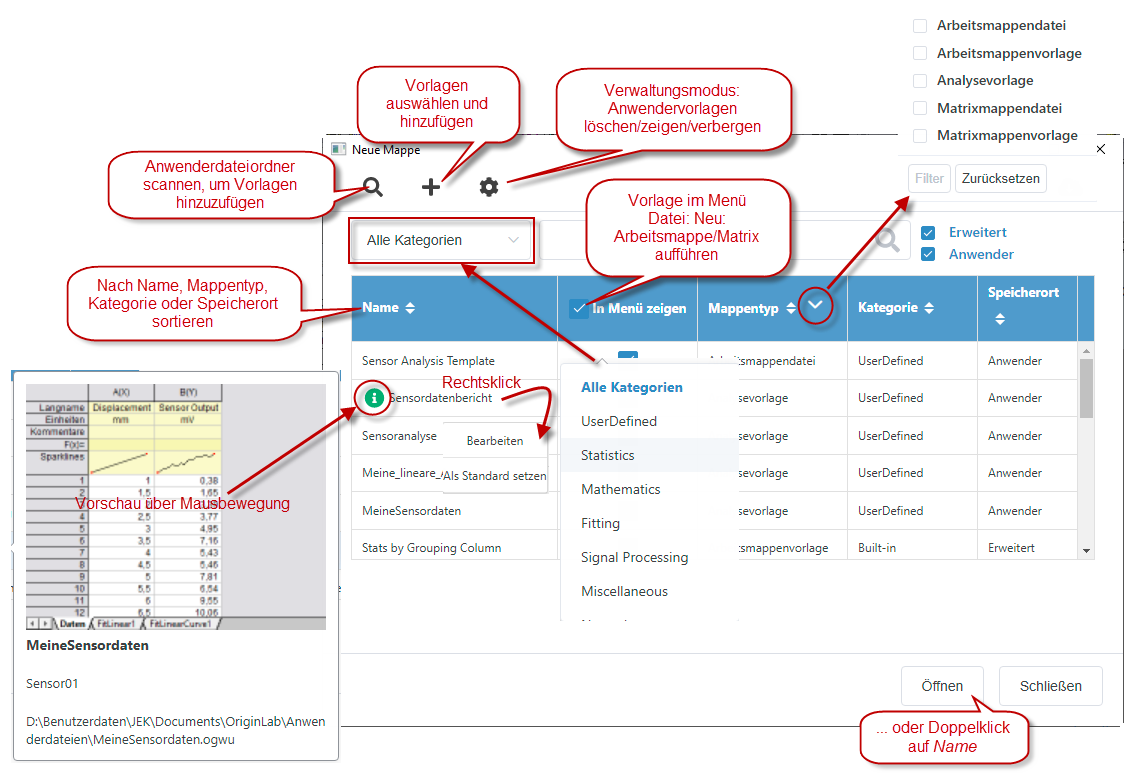 Arbeitsmappendatei
Arbeitsmappenvorlage
Analysevorlage
Matrixmappendatei
Matrixmappenvorlage
Filter Zurücksetzen
Vorlagen
auswählen und
hinzufügen
Verwaltungsmodus:
Anwendervorlagen
löschen/zeigen/verbergen
Neue Mappe
Anwenderdateiordner
scannen, um Vorlagen
hinzuzufügen
Vorlage im Menü
Datei: Neu:
Arbeitsmappe/Matrix
aufführen
Alle Kategorien
Erweitert
Anwender
Nach Name, Mappentyp,
Kategorie oder Speicherort
sortieren
Name In Menü zeigen Mappentyp Kategorie Speicherort
Sensor Analysis Template Arbeitsmappendatei UserDefined Anwender
Sensordatenbericht sevorlage UserDefined Anwender
Sensoranalyse sevorlage UserDefined Anwender
Meine_lineare_ sevorlage UserDefined Anwender
MeineSensordaten sevorlage UserDefined Anwender
Stats by Grouping Column tsmappenvorlage Built-in Erweitert
Rechtsklick
Bearbeiten
Als Standard setzen
Alle Kategorien
UserDefined
Statistics
Mathematics
Fitting
Signal Processing
Miscellaneous
A(X) B(Y)
Langname Displacement Sensor Output
Einheiten mm mV
Kommentare
F(x)=
Sparklines
1 1 0,38
2 1,5 1,65
Vorschau über Mausbewegung
4 2,5 3,77
5 3 4,95
6 3,5 7,16
7 4 5,43
8 4,5 5,46
9 5 7,81
10 5,5 6,54
11 6 9,55
12 6,5 10,06
Daten FitLinear1 FitLinearCurve1
MeineSensordaten
Sensor01
D:\Benutzerdaten\JEK\Documents\OriginLab\Anwen
derdateien\MeineSensordaten.ogwu
Öffnen Schließen
... oder Doppelklick
auf Name